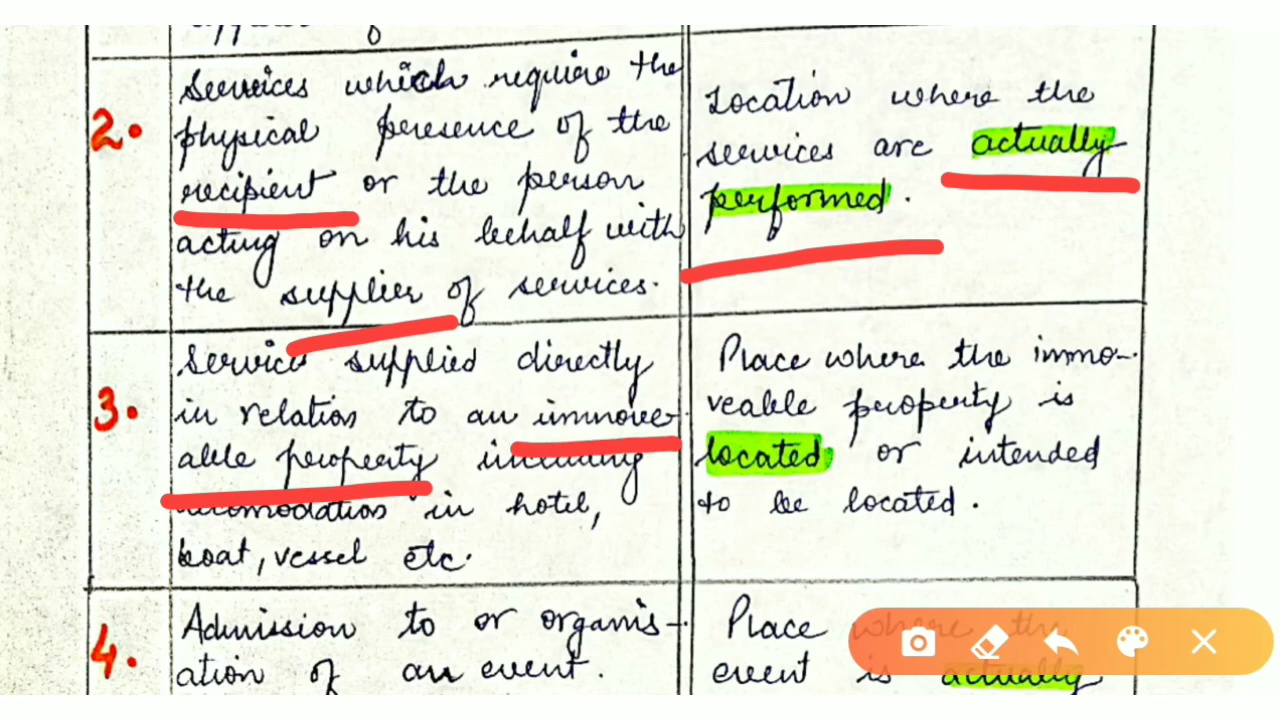 2.
Services which require the
physical presence of the
recipient or the person
acting on his behalf with
the supplier of services.
Location where the
services are actually
performed.
3.
Service supplied directly
in relation to an immove-
able property including
accomodation in hotel,
boat, vessel etc.
Place where the immo-
veable property is
located or intended
to be located.
4.
Admission to or organis-
ation of an event.
Place where the
event is actually